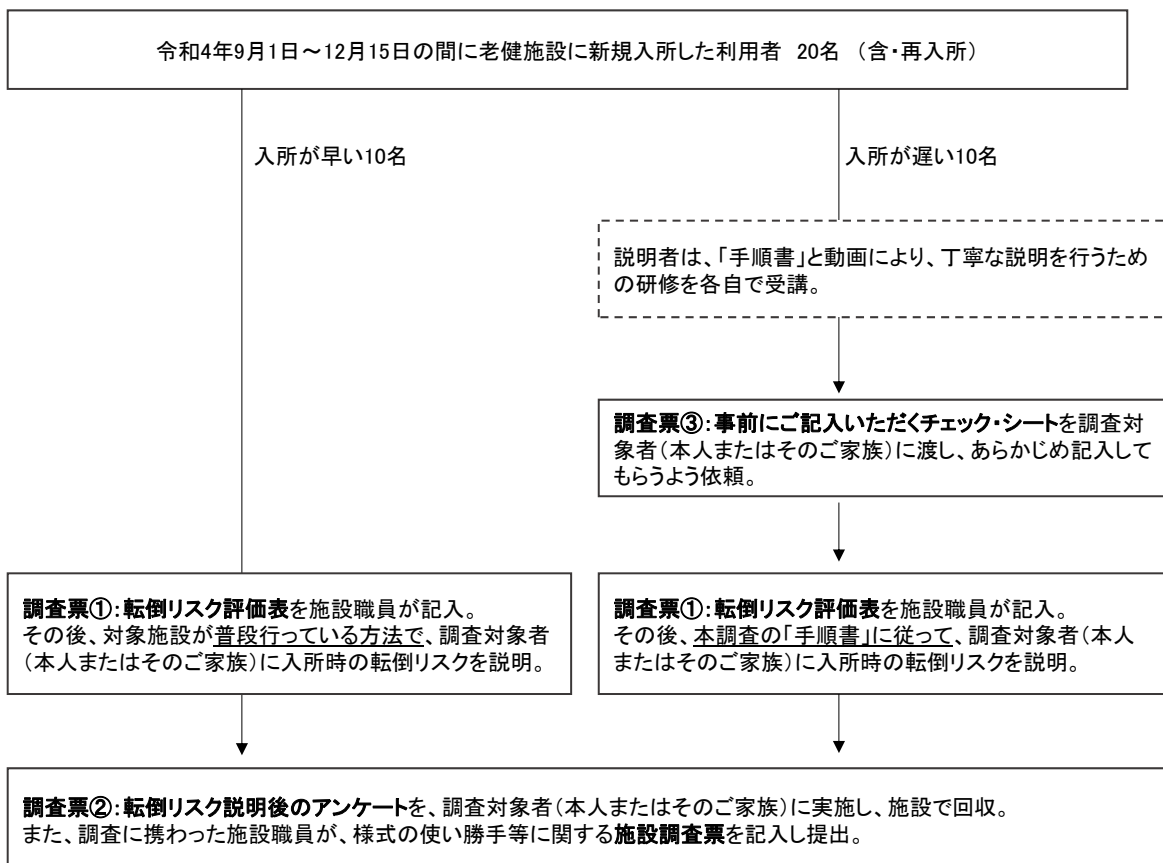 令和4年9月1日～12月15日の間に老健施設に新規入所した利用者 20名 （含・再入所）
入所が早い10名
入所が遅い10名
説明者は、「手順書」と動画により、丁寧な説明を行うため
の研修を各自で受講。
調査票③：事前にご記入いただくチェック・シートを調査対
象者（本人またはそのご家族）に渡し、あらかじめ記入して
もらうよう依頼。
調査票①：転倒リスク評価表を施設職員が記入。
その後、対象施設が普段行っている方法で、調査対象者
（本人またはそのご家族）に入所時の転倒リスクを説明。
調査票①：転倒リスク評価表を施設職員が記入。
その後、本調査の「手順書」に従って、調査対象者（本人
またはそのご家族）に入所時の転倒リスクを説明。
調査票②：転倒リスク説明後のアンケートを、調査対象者（本人またはそのご家族）に実施し、施設で回収。
また、調査に携わった施設職員が、様式の使い勝手等に関する施設調査票を記入し提出。